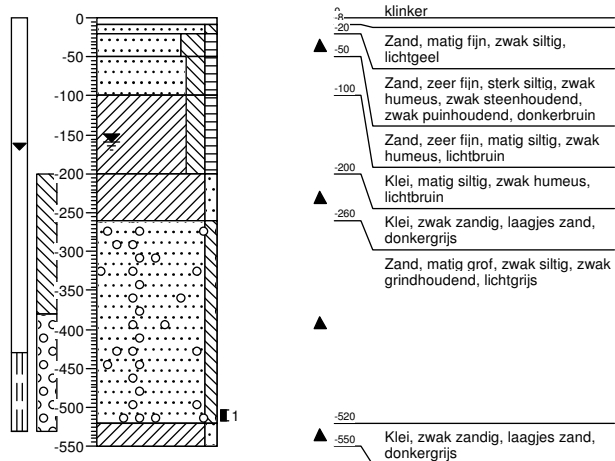 0
-50
-100
-150
-200
-250
-300
-350
-400
-450
-500
-550
1
0
klinker
-8
-20
Zand, matig fijn, zwak siltig,
lichtgeel
-50
Zand, zeer fijn, sterk siltig, zwak
humeus, zwak steenhoudend,
zwak puinhoudend, donkerbruin
-100
Zand, zeer fijn, matig siltig, zwak
humeus, lichtbruin
-200
Klei, matig siltig, zwak humeus,
lichtbruin
-260
Klei, zwak zandig, laagjes zand,
donkergrijs
Zand, matig grof, zwak siltig, zwak
grindhoudend, lichtgrijs
-520
-550
Klei, zwak zandig, laagjes zand,
donkergrijs